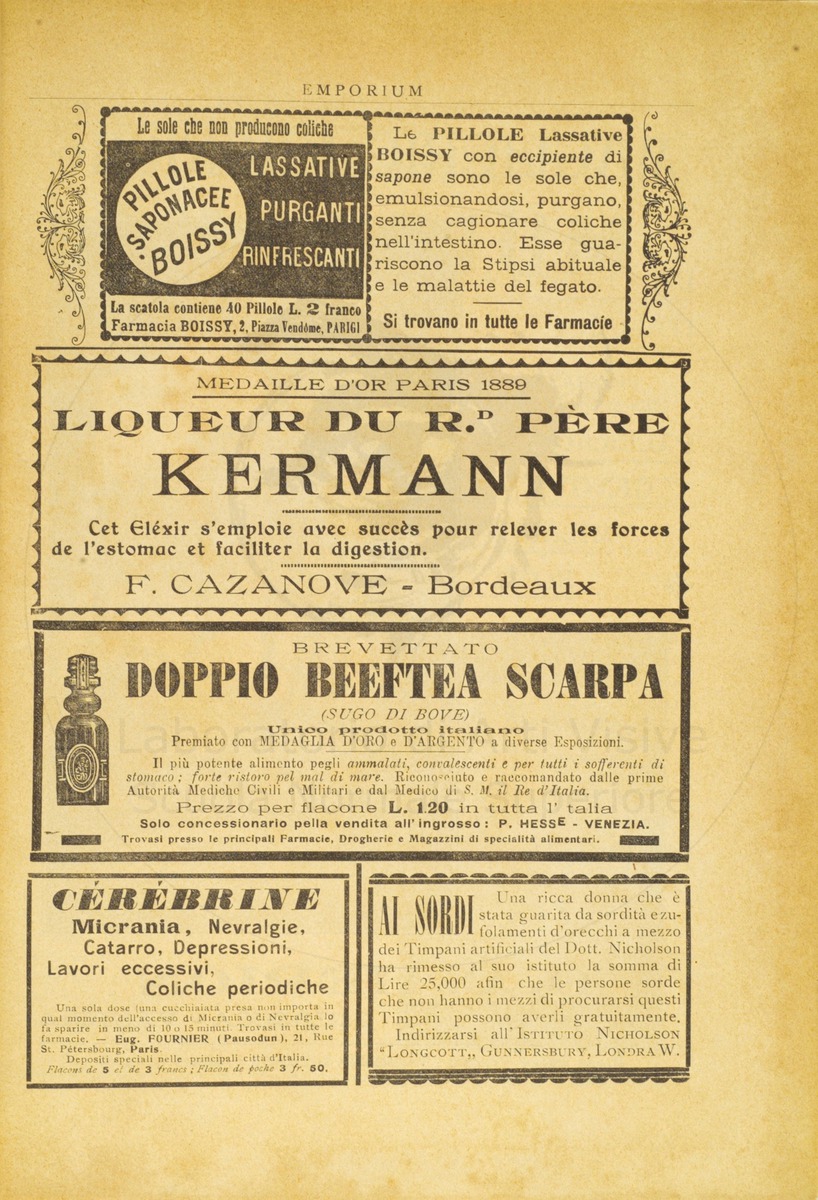 EMPORIUM
Le sole che non producono coliche
PILLOLE
SAPONACEE
BOISSY
LASSATIVE
PURGANTI
RINFRESCANTI
La scatola contiene 40 Pillole L. 2 franco
Farmacia BOISSY, 2, Piazza Vendôme, PARIGI
Le PILLOLE Lassative
BOISSY con eccipiente di
sapone sono le sole che,
emulsionandosi, purgano,
senza cagionare coliche
nell'intestino. Esse gua-
riscono la Stipsi abituale
e le malattie del fegato.
Si trovano in tutte le Farmacie
MEDAILLE D'OR PARIS 1889
LIQUEUR DU R.D PÈRE
KERMANN
Cet Eléxir s'emploie avec succès pour relever les forces
de l'estomac et faciliter la digestion.
F. CAZANOVE - Bordeaux
BREVETTATO
DOPPIO BEEFTEA SCARPA
(SUGO DI BOVE)
Unico prodotto italiano
Premiato con MEDAGLIA D'ORO e D'ARGENTO a diverse Esposizioni.
Il più potente alimento pegli ammalati, convalescenti e per tutti i sofferenti di
stomaco; forte ristoro pel mal di mare. Riconosciuto e raccomandato dalle prime
Autorità Mediche Civili e Militari e dal Medico di S. M. il Re d'Italia.
Prezzo per flacone L. 1.20 in tutta l' talia
Solo concessionario pella vendita all'ingrosso: P. HESSE - VENEZIA.
Trovasi presso le principali Farmacie, Drogherie e Magazzini di specialità alimentari.
CÉRÉBRINE
Micrania, Nevralgie,
Catarro, Depressioni,
Lavori eccessivi,
Coliche periodiche
Una sola dose (una cucchiaiata presa non importa in
qual momento dell'accesso di Micrania o di Nevralgia lo
fa sparire in meno di 10 o 15 minuti. Trovasi in tutte le
farmacie. — Eug. FOURNIER (Pausodun), 21, Rue
St. Pétersbourg, Paris.
Depositi speciali nelle principali città d'Italia.
Flacons de 5 et de 3 francs; Flacon de poche 3 fr. 50.
AI SORDI
Una ricca donna che è
stata guarita da sordità e zu-
folamenti d'orecchi a mezzo
dei Timpani artificiali del Dott. Nicholson
ha rimesso al suo istituto la somma di
Lire 25,000 afin che le persone sorde
che non hanno i mezzi di procurarsi questi
Timpani possono averli gratuitamente.
Indirizzarsi all'ISTITUTO NICHOLSON
"LONGCOTT,, GUNNERSBURY, LONDRA W.